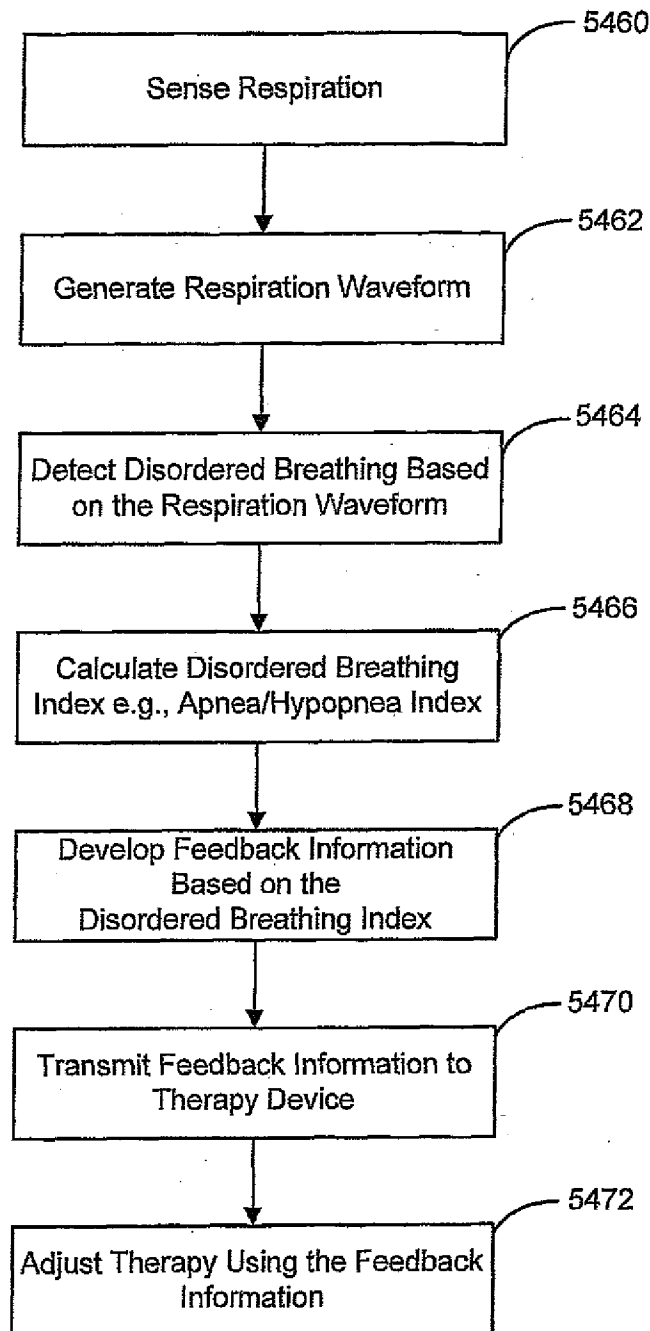 5460
Sense Respiration
5462
Generate Respiration Waveform
5464
Detect Disordered Breathing Based
on the Respiration Waveform
5466
Calculate Disordered Breathing
Index e.g., Apnea/Hypopnea Index
5468
Develop Feedback Information
Based on the
Disordered Breathing Index
5470
Transmit Feedback Information to
Therapy Device
5472
Adjust Therapy Using the Feedback
Information